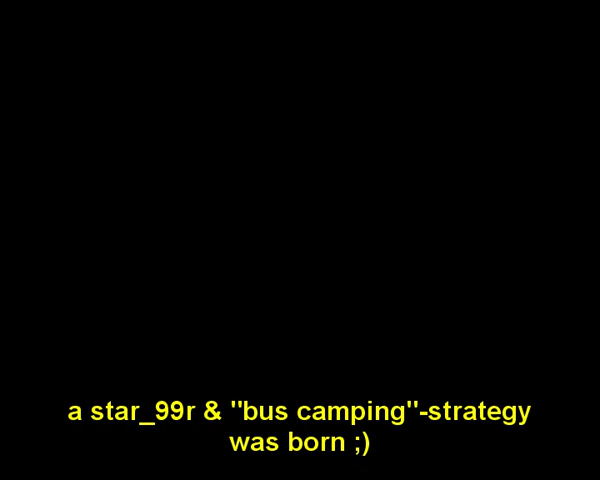 a star_99r & "bus camping"-strategy
was born ;)